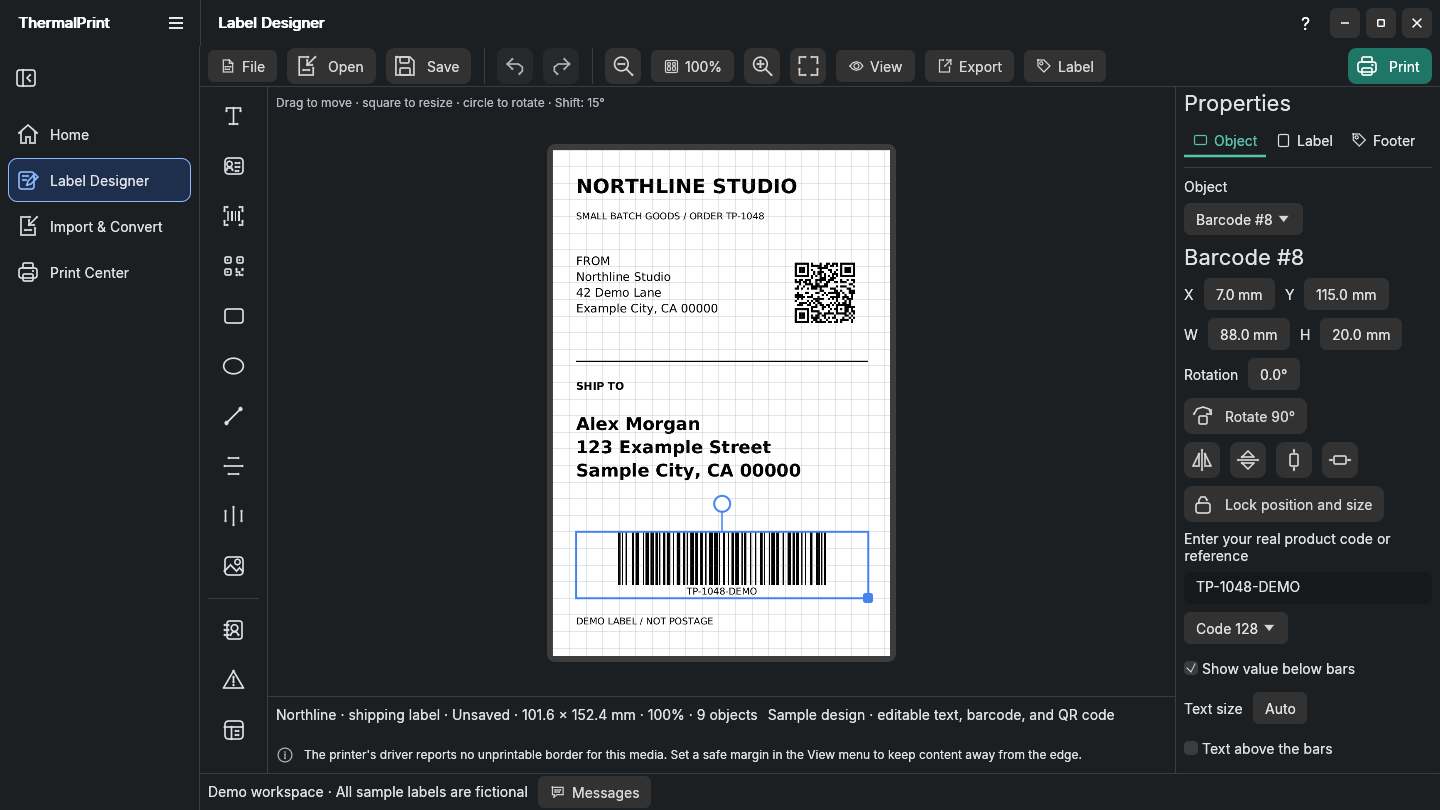 ThermalPrint
Label Designer
?
File
Open
Save
100%
View
Export
Label
Print
Home
Label Designer
Import & Convert
Print Center
Drag to move · square to resize · circle to rotate · Shift: 15°
NORTHLINE STUDIO
SMALL BATCH GOODS / ORDER TP-1048
FROM
Northline Studio
42 Demo Lane
Example City, CA 00000
SHIP TO
Alex Morgan
123 Example Street
Sample City, CA 00000
TP-1048-DEMO
DEMO LABEL / NOT POSTAGE
Properties
Object Label Footer
Object
Barcode #8
Barcode #8
X 7.0 mm Y 115.0 mm
W 88.0 mm H 20.0 mm
Rotation 0.0°
Rotate 90°
Lock position and size
Enter your real product code or
reference
TP-1048-DEMO
Code 128
Show value below bars
Text size Auto
Text above the bars
Northline · shipping label · Unsaved · 101.6 × 152.4 mm · 100% · 9 objects Sample design · editable text, barcode, and QR code
The printer's driver reports no unprintable border for this media. Set a safe margin in the View menu to keep content away from the edge.
Demo workspace · All sample labels are fictional
Messages